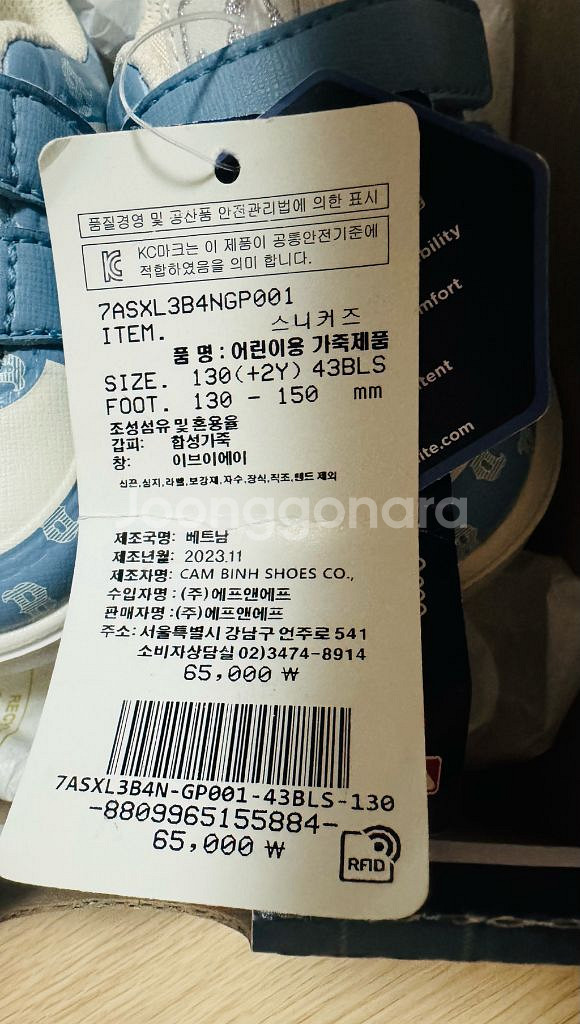 품질경영 및 공산품 안전관리법에 의한 표시
KC마크는 이 제품이 공통안전기준에
적합하였음을 의미 합니다.
7ASXL3B4NGP001
ITEM. 스니커즈
품 명 : 어린이용 가죽제품
SIZE. 130(+2Y) 43BLS
FOOT. 130 - 150 mm
조성섬유 및 혼용율
갑피: 합성가죽
창: 이브이에이
신끈,심지,라벨,보강재,자수,장식,직조,밴드 제외
Joonggonara
제조국명: 베트남
제조년월: 2023.11
제조자명: CAM BINH SHOES CO.,
수입자명 : (주)에프앤에프
판매자명 : (주)에프앤에프
주소: 서울특별시 강남구 언주로 541
소비자상담실 02)3474-8914
65,000 ₩
7ASXL3B4N-GP001-43BLS-130
-8809965155884-
65,000 ₩
RFID